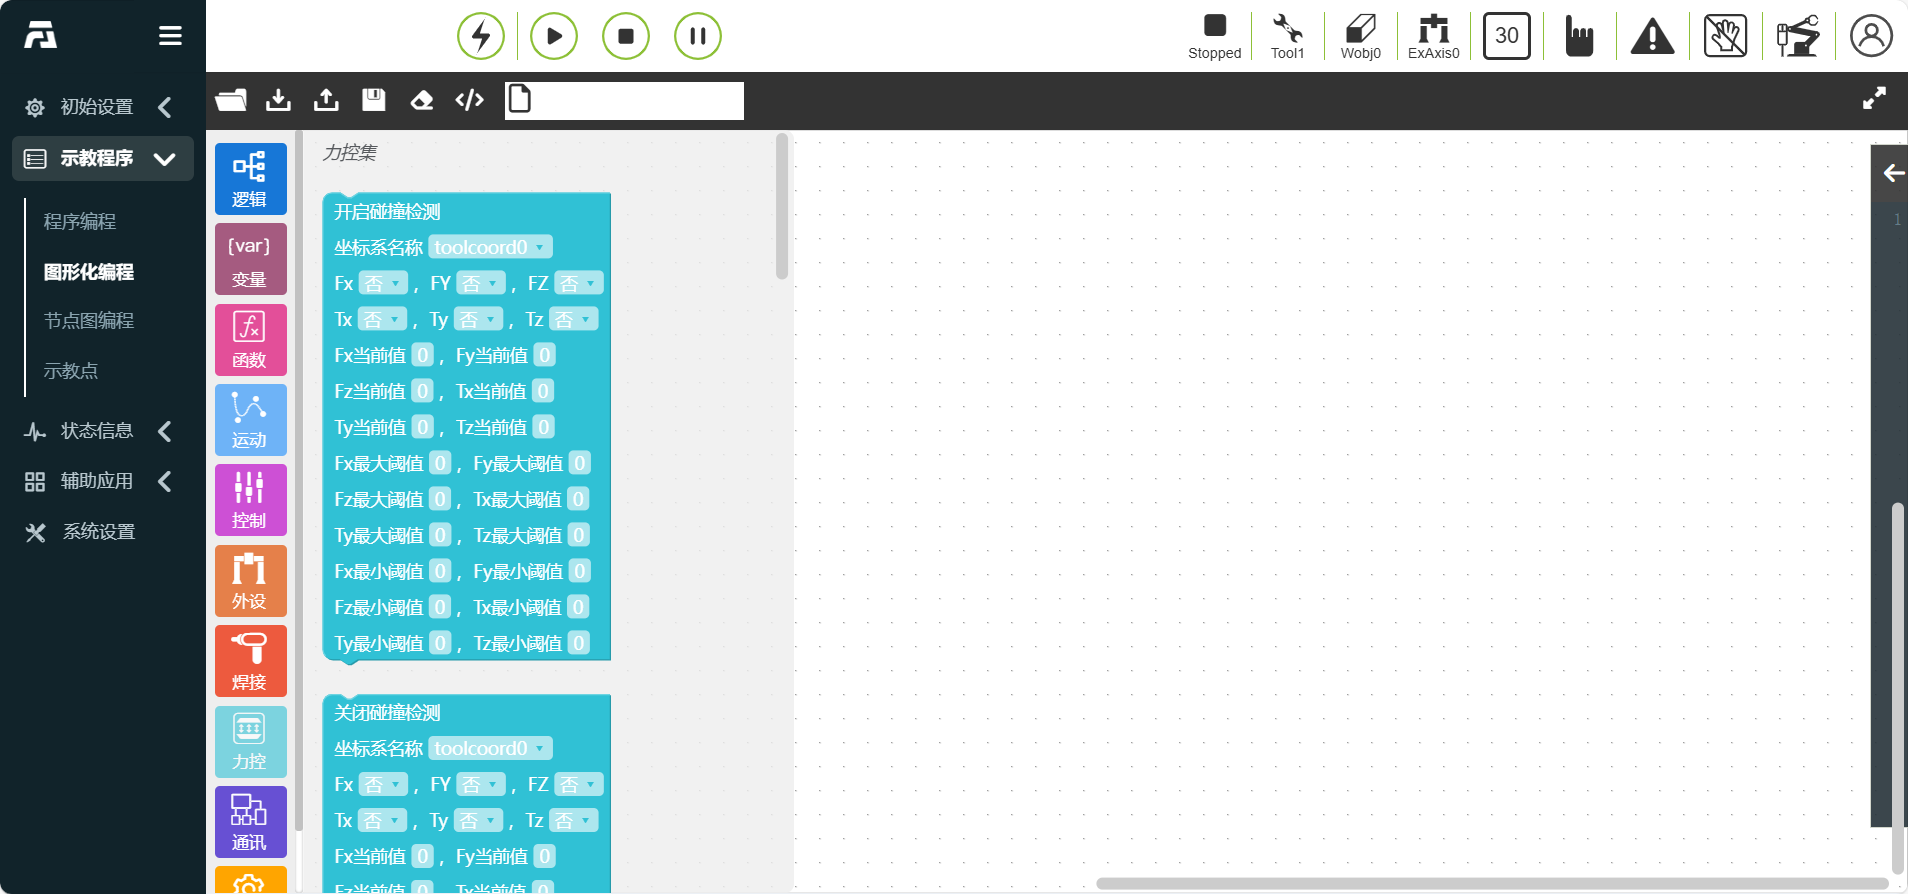 Stopped
Tool1
Wobj0
ExAxis0
30
初始设置
示教程序
程序编程
图形化编程
节点图编程
示教点
状态信息
辅助应用
系统设置
逻辑
{var}
变量
函数
运动
控制
外设
焊接
力控
通讯
力控集
开启碰撞检测
坐标系名称 toolcoord0
Fx 否 , FY 否 , FZ 否
Tx 否 , Ty 否 , Tz 否
Fx当前值 0 , Fy当前值 0
Fz当前值 0 , Tx当前值 0
Ty当前值 0 , Tz当前值 0
Fx最大阈值 0 , Fy最大阈值 0
Fz最大阈值 0 , Tx最大阈值 0
Ty最大阈值 0 , Tz最大阈值 0
Fx最小阈值 0 , Fy最小阈值 0
Fz最小阈值 0 , Tx最小阈值 0
Ty最小阈值 0 , Tz最小阈值 0
关闭碰撞检测
坐标系名称 toolcoord0
Fx 否 , FY 否 , FZ 否
Tx 否 , Ty 否 , Tz 否
Fx当前值 0 , Fy当前值 0
Fz当前值 0 , Tx当前值 0
1